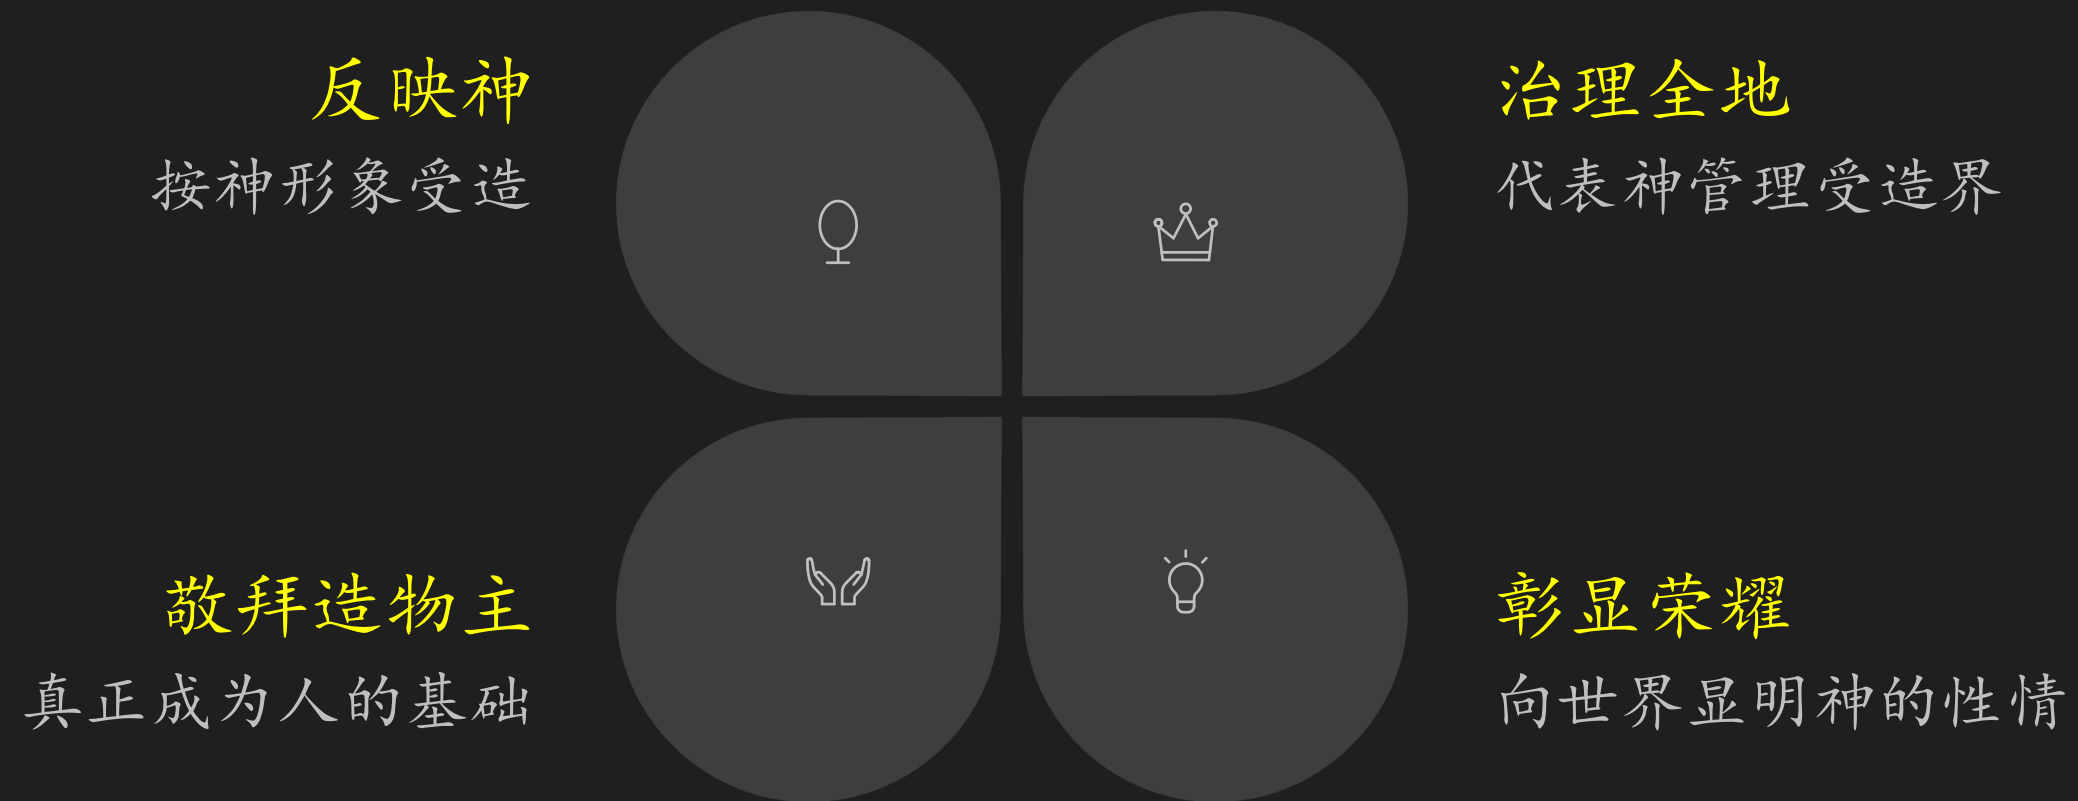 反映神
按神形象受造
治理全地
代表神管理受造界
敬拜造物主
真正成为人的基础
彰显荣耀
向世界显明神的性情